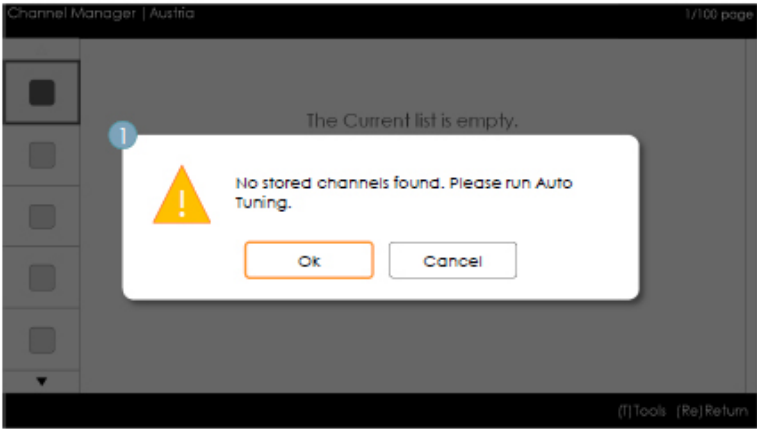 Channel Manager | Austria
1/100 page
The Current list is empty.
1
No stored channels found. Please run Auto
Tuning.
Ok
Cancel
(T)Tools (Re)Return